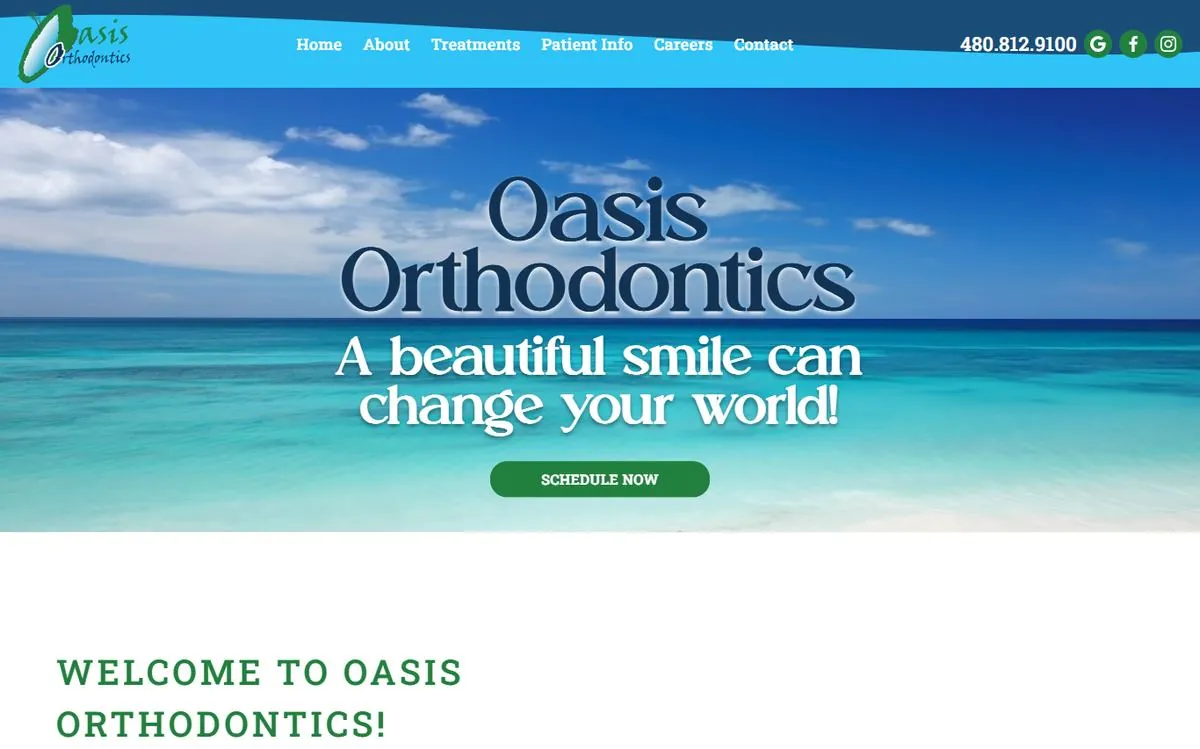 Oasis
Orthodontics
Home About Treatments Patient Info Careers Contact
480.812.9100
Oasis
Orthodontics
A beautiful smile can
change your world!
SCHEDULE NOW
WELCOME TO OASIS
ORTHODONTICS!